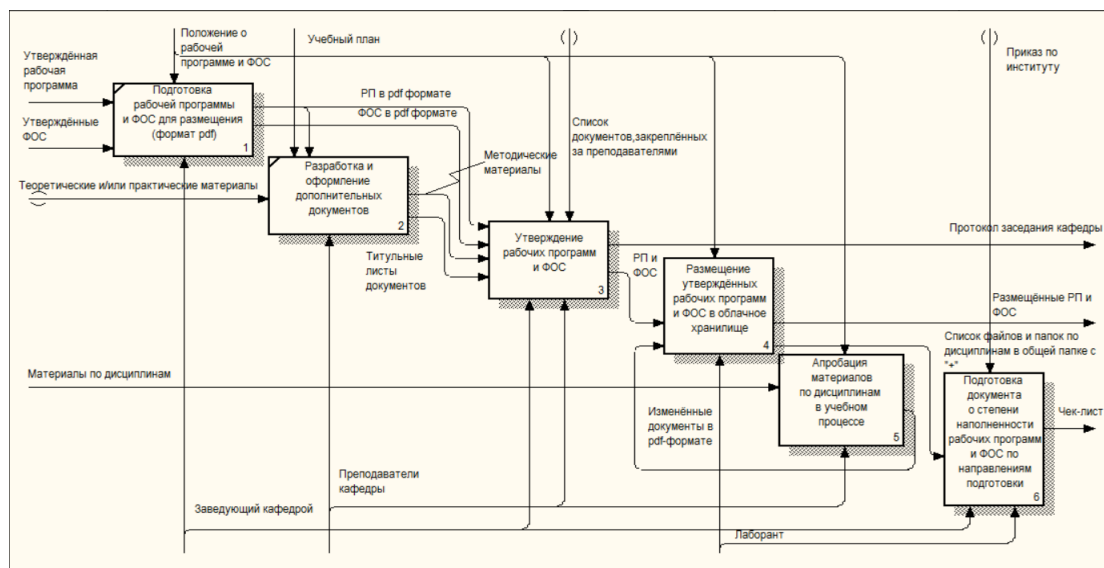 Положение о
рабочей
программе и ФОС
Учебный план
( )
( )
Приказ по
институту
Утверждённая
рабочая
программа
Утверждённые
ФОС
Подготовка
рабочей программы
и ФОС для размещения
(формат pdf)
1
РП в pdf формате
ФОС в pdf формате
Список
документов,закреплённых
за преподавателями
Методические
материалы
Теоретические и/или практические материалы
Разработка и
оформление
дополнительных
документов
2
Титульные
листы
документов
Утверждение
рабочих программ
и ФОС
3
Протокол заседания кафедры
РП и
ФОС
Размещение
утверждённых
рабочих программ
и ФОС в облачное
хранилище
4
Размещённые РП и
ФОС
Список файлов и папок по
дисциплинам в общей папке с
"+"
Материалы по дисциплинам
Апробация
материалов
по дисциплинам
в учебном
процессе
5
Изменённые
документы в
pdf-формате
Подготовка
документа
о степени
наполненности
рабочих программ
и ФОС по
направлениям
подготовки
6
Чек-лист
Преподаватели
кафедры
Заведующий кафедрой
Лаборант